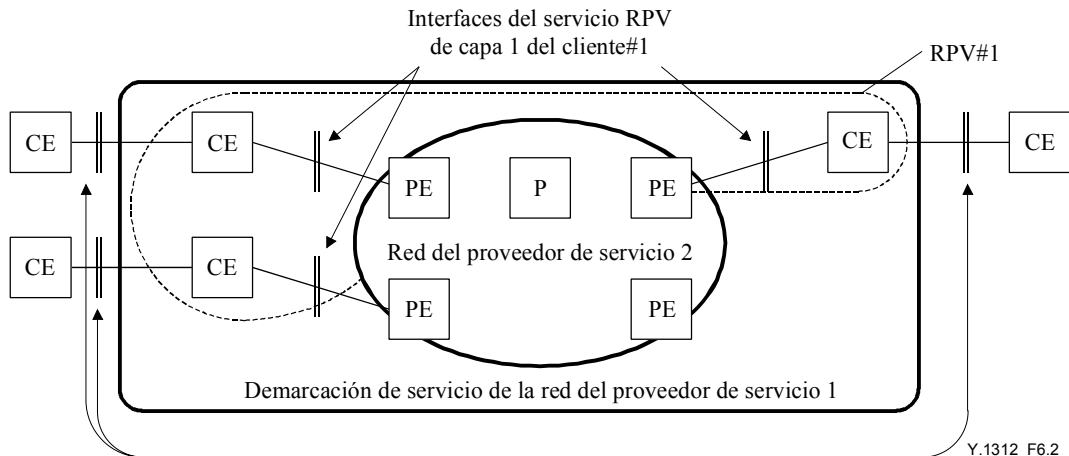 Interfaces del servicio RPV
de capa 1 del cliente#1
RPV#1
CE
CE
CE
CE
PE
P
PE
Red del proveedor de servicio 2
CE
CE
PE
PE
Demarcación de servicio de la red del proveedor de servicio 1
Y.1312_F6.2